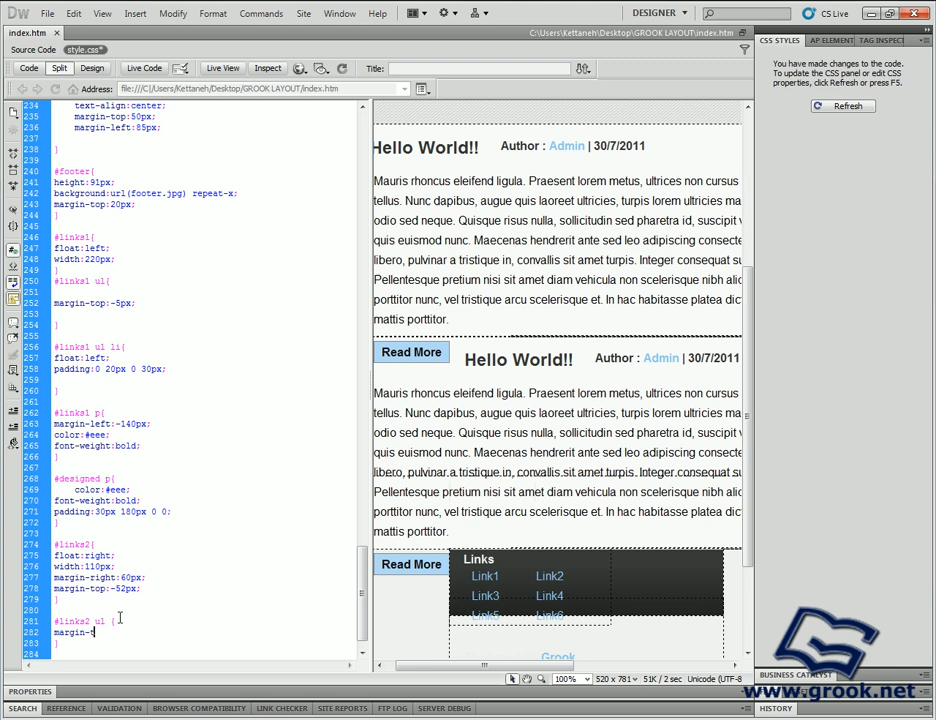 Dw File Edit View Insert Modify Format Commands Site Window Help DESIGNER CS Live
index.htm C:\Users\Kettaneh\Desktop\GROOK LAYOUT\index.htm
Source Code style.css*
Code Split Design Live Code Live View Inspect Title:
Address: file:///C|/Users/Kettaneh/Desktop/GROOK LAYOUT/index.htm
234 text-align:center;
235 margin-top:50px;
236 margin-left:85px;
237
238 }
239
240 #footer{
241 height:91px;
242 background:url(footer.jpg) repeat-x;
243 margin-top:20px;
244 }
245
246 #links1{
247 float:left;
248 width:220px;
249 }
250 #links1 ul{
251
252 margin-top:-5px;
253
254 }
255
256 #links1 ul li{
257 float:left;
258 padding:0 20px 0 30px;
259
260 }
261
262 #links1 p{
263 margin-left:-140px;
264 color:#eee;
265 font-weight:bold;
266 }
267
268 #designed p{
269 color:#eee;
270 font-weight:bold;
271 padding:30px 180px 0 0;
272 }
273
274 #links2{
275 float:right;
276 width:110px;
277 margin-right:60px;
278 margin-top:-52px;
279 }
280
281 #links2 ul {
282 margin-t
283 }
284
Hello World!! Author : Admin | 30/7/2011
Mauris rhoncus eleifend ligula. Praesent lorem metus, ultrices non cursus
tellus. Nunc dapibus, augue quis laoreet ultricies, turpis lorem ultricies ma
odio sed neque. Quisque risus nulla, sollicitudin sed pharetra id, suscipit v
quis euismod nunc. Maecenas hendrerit ante sed leo adipiscing consecte
libero, pulvinar a tristique in, convallis sit amet turpis. Integer consequat su
Pellentesque pretium nisi sit amet diam vehicula non scelerisque nibh alic
porttitor nunc, vel tristique arcu scelerisque et. In hac habitasse platea dic
mattis porttitor.
Read More Hello World!! Author : Admin | 30/7/2011
Mauris rhoncus eleifend ligula. Praesent lorem metus, ultrices non cursus
tellus. Nunc dapibus, augue quis laoreet ultricies, turpis lorem ultricies ma
odio sed neque. Quisque risus nulla, sollicitudin sed pharetra id, suscipit v
quis euismod nunc. Maecenas hendrerit ante sed leo adipiscing consecte
libero, pulvinar a tristique in, convallis sit amet turpis. Integer consequat su
Pellentesque pretium nisi sit amet diam vehicula non scelerisque nibh alic
porttitor nunc, vel tristique arcu scelerisque et. In hac habitasse platea dic
mattis porttitor.
Read More Links
Link1 Link2
Link3 Link4
Link5 Link6
Grook
100% 520 x 781 51K / 2 sec Unicode (UTF-8
CSS STYLES AP ELEMENT TAG INSPECT
You have made changes to the code.
To update the CSS panel or edit CSS
properties, click Refresh or press F5.
Refresh
BUSINESS CATALYST
www.grook.net
HISTORY
PROPERTIES
SEARCH REFERENCE VALIDATION BROWSER COMPATIBILITY LINK CHECKER SITE REPORTS FTP LOG SERVER DEBUG